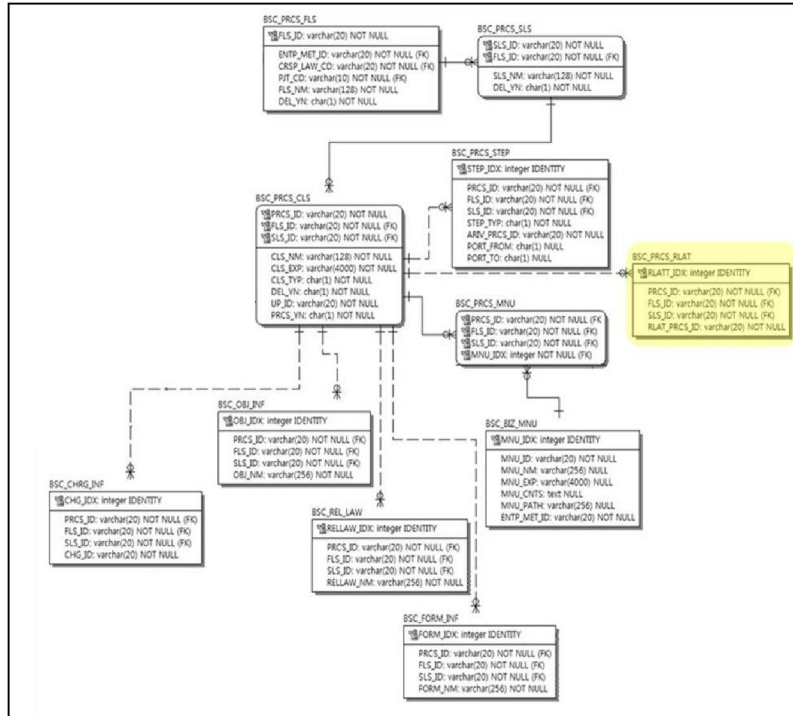 BSC_PRCS_FLS
FLS_ID: varchar(20) NOT NULL
ENTP_MET_ID: varchar(20) NOT NULL (FK)
CRSP_LAW_CD: varchar(20) NOT NULL (FK)
PJT_CD: varchar(10) NOT NULL (FK)
FLS_NM: varchar(128) NOT NULL
DEL_YN: char(1) NOT NULL
BSC_PRCS_SLS
SLS_ID: varchar(20) NOT NULL
FLS_ID: varchar(20) NOT NULL (FK)
SLS_NM: varchar(128) NOT NULL
DEL_YN: char(1) NOT NULL
BSC_PRCS_STEP
STEP_IDX: integer IDENTITY
PRCS_ID: varchar(20) NOT NULL (FK)
FLS_ID: varchar(20) NOT NULL (FK)
SLS_ID: varchar(20) NOT NULL (FK)
STEP_TYP: char(1) NOT NULL
ARIV_PRCS_ID: varchar(20) NOT NULL
PORT_FROM: char(1) NULL
PORT_TO: char(1) NULL
BSC_PRCS_CLS
PRCS_ID: varchar(20) NOT NULL
FLS_ID: varchar(20) NOT NULL (FK)
SLS_ID: varchar(20) NOT NULL (FK)
CLS_NM: varchar(128) NOT NULL
CLS_EXP: varchar(4000) NOT NULL
CLS_TYP: char(1) NOT NULL
DEL_YN: char(1) NOT NULL
UP_ID: varchar(20) NOT NULL
PRCS_YN: char(1) NOT NULL
BSC_PRCS_RLAT
RLATT_IDX: integer IDENTITY
PRCS_ID: varchar(20) NOT NULL (FK)
FLS_ID: varchar(20) NOT NULL (FK)
SLS_ID: varchar(20) NOT NULL (FK)
RLAT_PRCS_ID: varchar(20) NOT NULL
BSC_PRCS_MNU
PRCS_ID: varchar(20) NOT NULL (FK)
FLS_ID: varchar(20) NOT NULL (FK)
SLS_ID: varchar(20) NOT NULL (FK)
MNU_IDX: integer NOT NULL (FK)
BSC_OBJ_INF
OBJ_IDX: integer IDENTITY
PRCS_ID: varchar(20) NOT NULL (FK)
FLS_ID: varchar(20) NOT NULL (FK)
SLS_ID: varchar(20) NOT NULL (FK)
OBJ_NM: varchar(256) NOT NULL
BSC_BIZ_MNU
MNU_IDX: integer IDENTITY
MNU_ID: varchar(20) NOT NULL
MNU_NM: varchar(256) NULL
MNU_EXP: varchar(4000) NULL
MNU_CNTS: text NULL
MNU_PATH: varchar(256) NULL
ENTP_MET_ID: varchar(20) NOT NULL
BSC_CHRG_INF
CHG_IDX: integer IDENTITY
PRCS_ID: varchar(20) NOT NULL (FK)
FLS_ID: varchar(20) NOT NULL (FK)
SLS_ID: varchar(20) NOT NULL (FK)
CHG_ID: varchar(20) NOT NULL
BSC_REL_LAW
RELLAW_IDX: integer IDENTITY
PRCS_ID: varchar(20) NOT NULL (FK)
FLS_ID: varchar(20) NOT NULL (FK)
SLS_ID: varchar(20) NOT NULL (FK)
RELLAW_NM: varchar(256) NOT NULL
BSC_FORM_INF
FORM_IDX: integer IDENTITY
PRCS_ID: varchar(20) NOT NULL (FK)
FLS_ID: varchar(20) NOT NULL (FK)
SLS_ID: varchar(20) NOT NULL (FK)
FORM_NM: varchar(256) NOT NULL